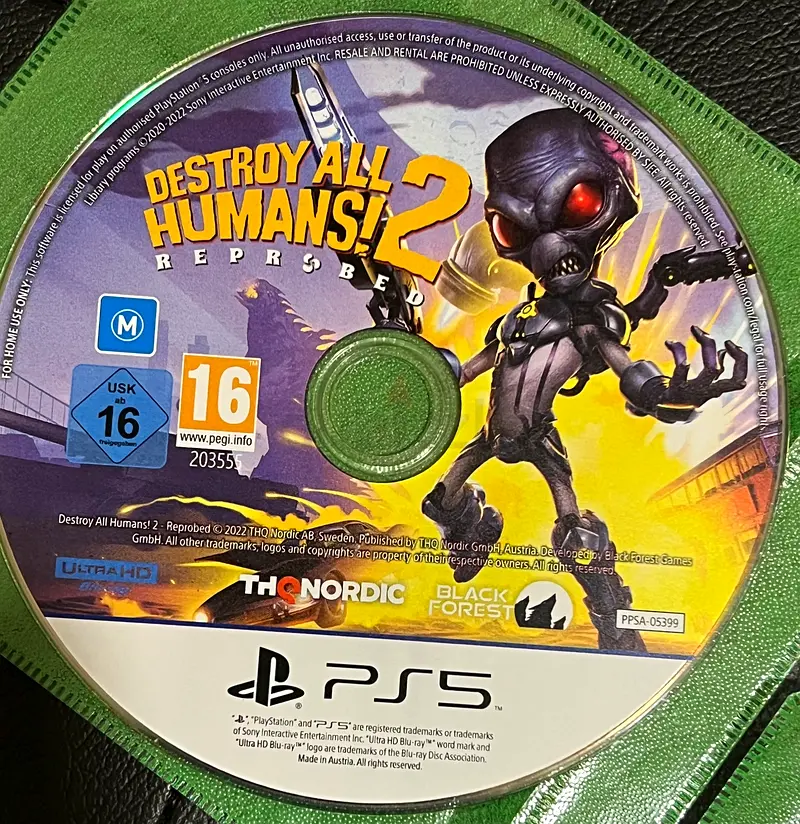 FOR HOME USE ONLY: This software is licensed for play on authorised PlayStation®5 consoles only. All unauthorised access, use or transfer of the product or its underlying copyright and trademark works is prohibited. See playstation.com/legal for full usage rights.
Library programs ©2020-2022 Sony Interactive Entertainment Inc. RESALE AND RENTAL ARE PROHIBITED UNLESS EXPRESSLY AUTHORISED BY SIEE. All rights reserved.
DESTROY ALL
HUMANS! 2
REPROBED
M
USK
ab
16
freigegeben
16™
www.pegi.info
203555
Destroy All Humans! 2 - Reprobed © 2022 THQ Nordic AB, Sweden. Published by THQ Nordic GmbH, Austria. Developed by Black Forest Games
GmbH. All other trademarks, logos and copyrights are property of their respective owners. All rights reserved.
ULTRA HD
Blu-ray
THQ NORDIC
BLACK
FOREST
PPSA-05399
® PS5™
"", "PlayStation" and "PS5" are registered trademarks or trademarks
of Sony Interactive Entertainment Inc. "Ultra HD Blu-ray™" word mark and
"Ultra HD Blu-ray™" logo are trademarks of the Blu-ray Disc Association.
Made in Austria. All rights reserved.